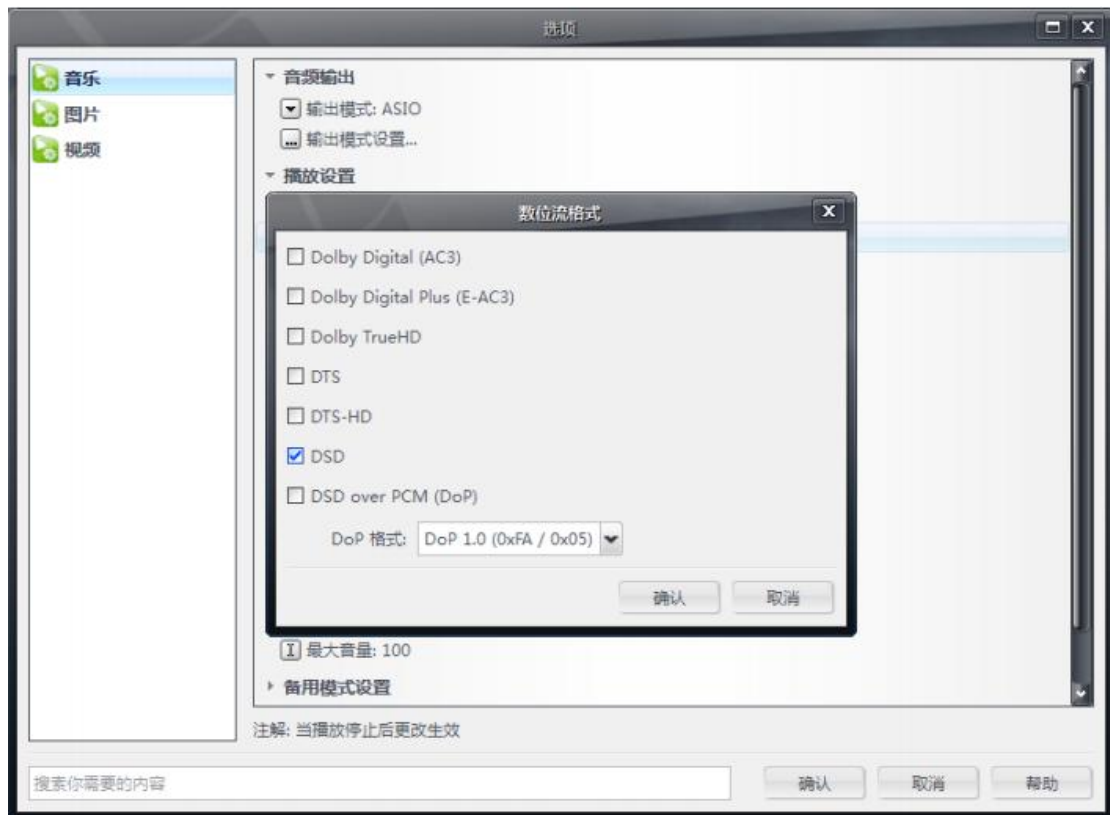 选项
音乐
图片
视频
音频输出
输出模式: ASIO
输出模式设置...
播放设置
数位流格式
Dolby Digital (AC3)
Dolby Digital Plus (E-AC3)
Dolby TrueHD
DTS
DTS-HD
DSD
DSD over PCM (DoP)
DoP 格式: DoP 1.0 (0xFA / 0x05)
确认 取消
最大音量: 100
备用模式设置
注解: 当播放停止后更改生效
搜素你需要的内容 确认 取消 帮助